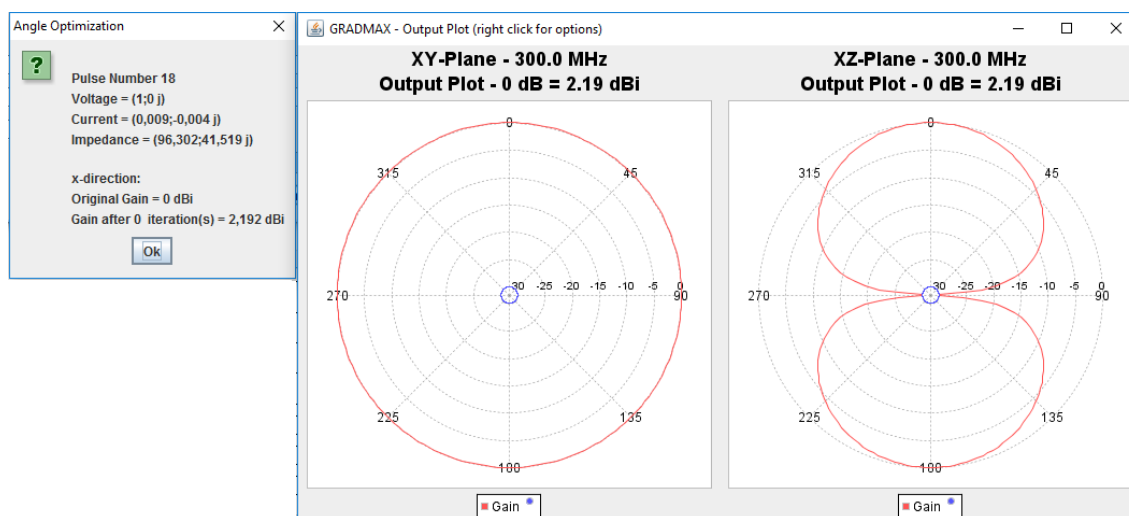 Angle Optimization
?
Pulse Number 18
Voltage = (1;0 j)
Current = (0,009;-0,004 j)
Impedance = (96,302;41,519 j)
x-direction:
Original Gain = 0 dBi
Gain after 0 iteration(s) = 2,192 dBi
Ok
GRADMAX - Output Plot (right click for options)
XY-Plane - 300.0 MHz
Output Plot - 0 dB = 2.19 dBi
0
315 45
270 -30 -25 -20 -15 -10 -5 0 90
225 135
180
Gain
XZ-Plane - 300.0 MHz
Output Plot - 0 dB = 2.19 dBi
0
315 45
270 -30 -25 -20 -15 -10 -5 0 90
225 135
180
Gain